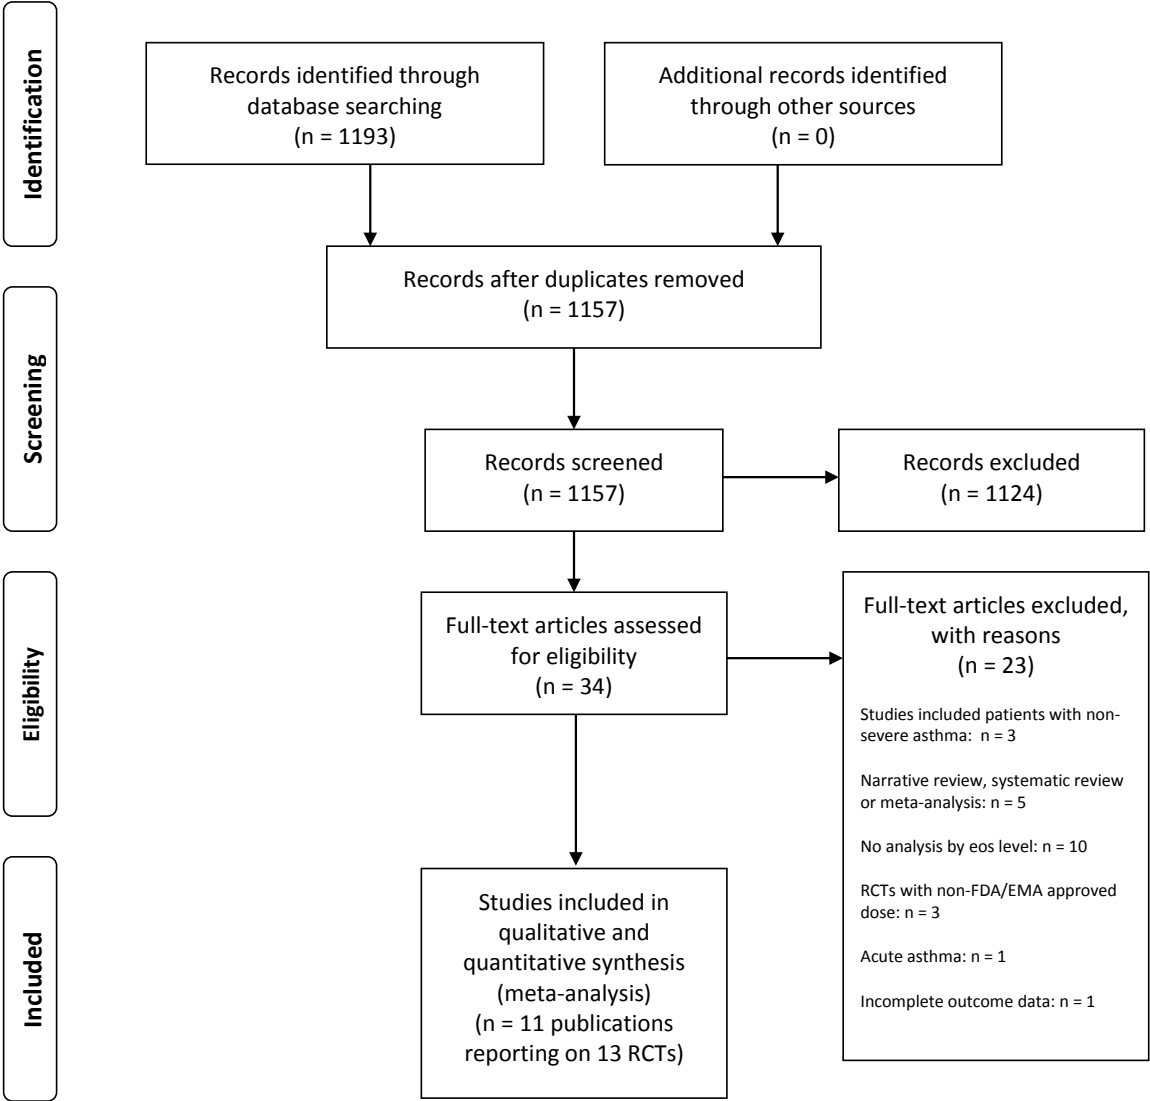 Identification
Records identified through
database searching
(n = 1193)
Additional records identified
through other sources
(n = 0)
Records after duplicates removed
(n = 1157)
Screening
Records screened
(n = 1157)
Records excluded
(n = 1124)
Eligibility
Full-text articles assessed
for eligibility
(n = 34)
Full-text articles excluded,
with reasons
(n = 23)
Studies included patients with non-
severe asthma:  n = 3
Narrative review, systematic review
or meta-analysis: n = 5
No analysis by eos level: n = 10
RCTs with non-FDA/EMA approved
dose: n = 3
Acute asthma: n = 1
Incomplete outcome data: n = 1
Included
Studies included in
qualitative and
quantitative synthesis
(meta-analysis)
(n = 11 publications
reporting on 13 RCTs)